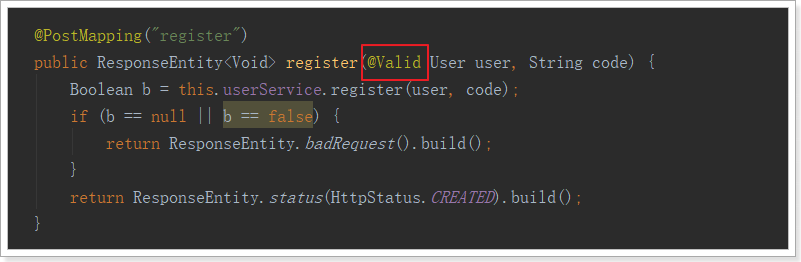 @PostMapping("register")
public ResponseEntity<Void> register(@Valid User user, String code) {
Boolean b = this.userService.register(user, code);
if (b == null || b == false) {
return ResponseEntity.badRequest().build();
}
return ResponseEntity.status(HttpStatus.CREATED).build();
}